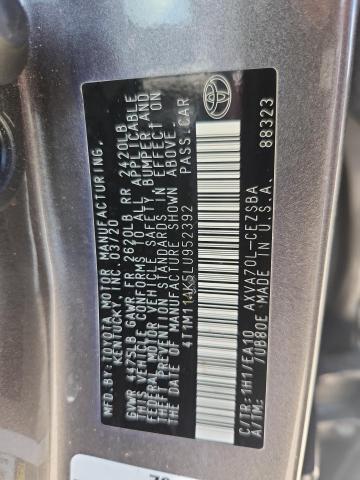 MFD.BY:TOYOTA MOTOR MANUFACTURING,
KENTUCKY, INC. 03/20
GVWR 4475LB GAWR FR 2620LB RR 2420LB
THIS VEHICLE CONFORMS TO ALL APPLICABLE
FEDERAL MOTOR VEHICLE SAFETY, BUMPER, AND
THEFT PREVENTION STANDARDS IN EFFECT ON
THE DATE OF MANUFACTURE SHOWN ABOVE.
4T1M11AK5LU952392 PASS.CAR
C/TR:1H1/EA10 AXVA70L-CEZSBA
A/TM: /UB80E MADE IN U.S.A. 88323